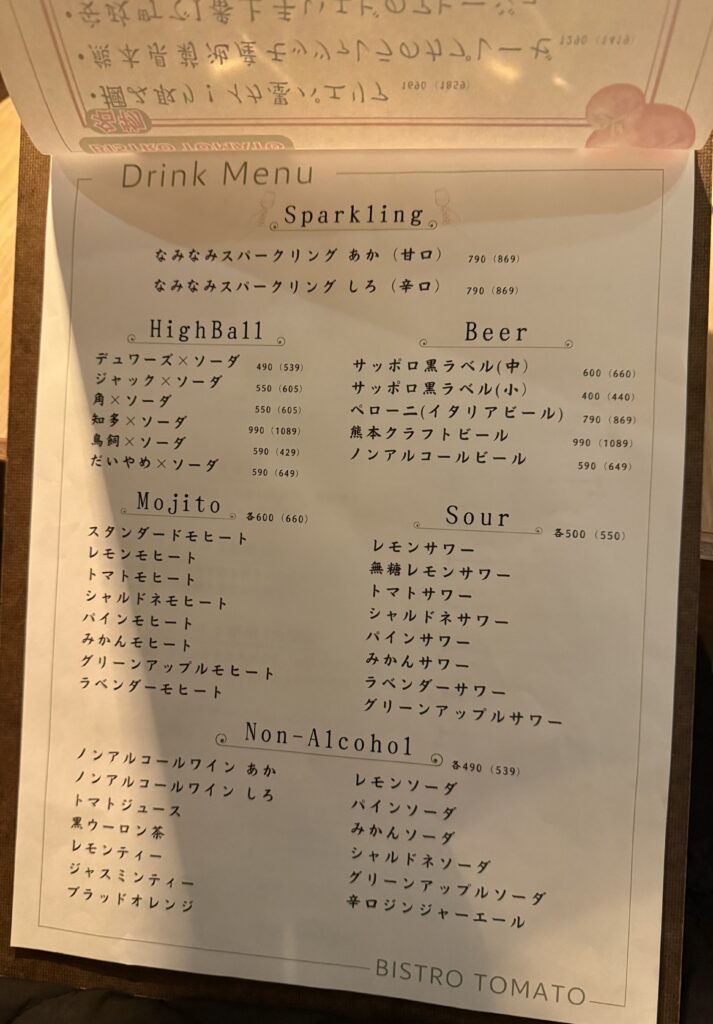 1290 (1419)
・備え取り！イカ墨パエリア 1690 (1859)
名物
BISTRO TOMATO
Drink Menu
Sparkling
なみなみスパークリング あか（甘口） 790（869）
なみなみスパークリング しろ（辛口） 790（869）
HighBall
デュワーズ×ソーダ 490（539）
ジャック×ソーダ 550（605）
角×ソーダ 550（605）
知多×ソーダ 990（1089）
鳥飼×ソーダ 590（429）
だいやめ×ソーダ 590（649）
Beer
サッポロ黒ラベル(中) 600（660）
サッポロ黒ラベル(小) 400（440）
ペローニ(イタリアビール) 790（869）
熊本クラフトビール 990（1089）
ノンアルコールビール 590（649）
Mojito 各600（660）
スタンダードモヒート
レモンモヒート
トマトモヒート
シャルドネモヒート
パインモヒート
みかんモヒート
グリーンアップルモヒート
ラベンダーモヒート
Sour 各500（550）
レモンサワー
無糖レモンサワー
トマトサワー
シャルドネサワー
パインサワー
みかんサワー
ラベンダーサワー
グリーンアップルサワー
Non-Alcohol 各490（539）
ノンアルコールワイン あか
ノンアルコールワイン しろ
トマトジュース
黒ウーロン茶
レモンティー
ジャスミンティー
ブラッドオレンジ
レモンソーダ
パインソーダ
みかんソーダ
シャルドネソーダ
グリーンアップルソーダ
辛口ジンジャーエール
BISTRO TOMATO